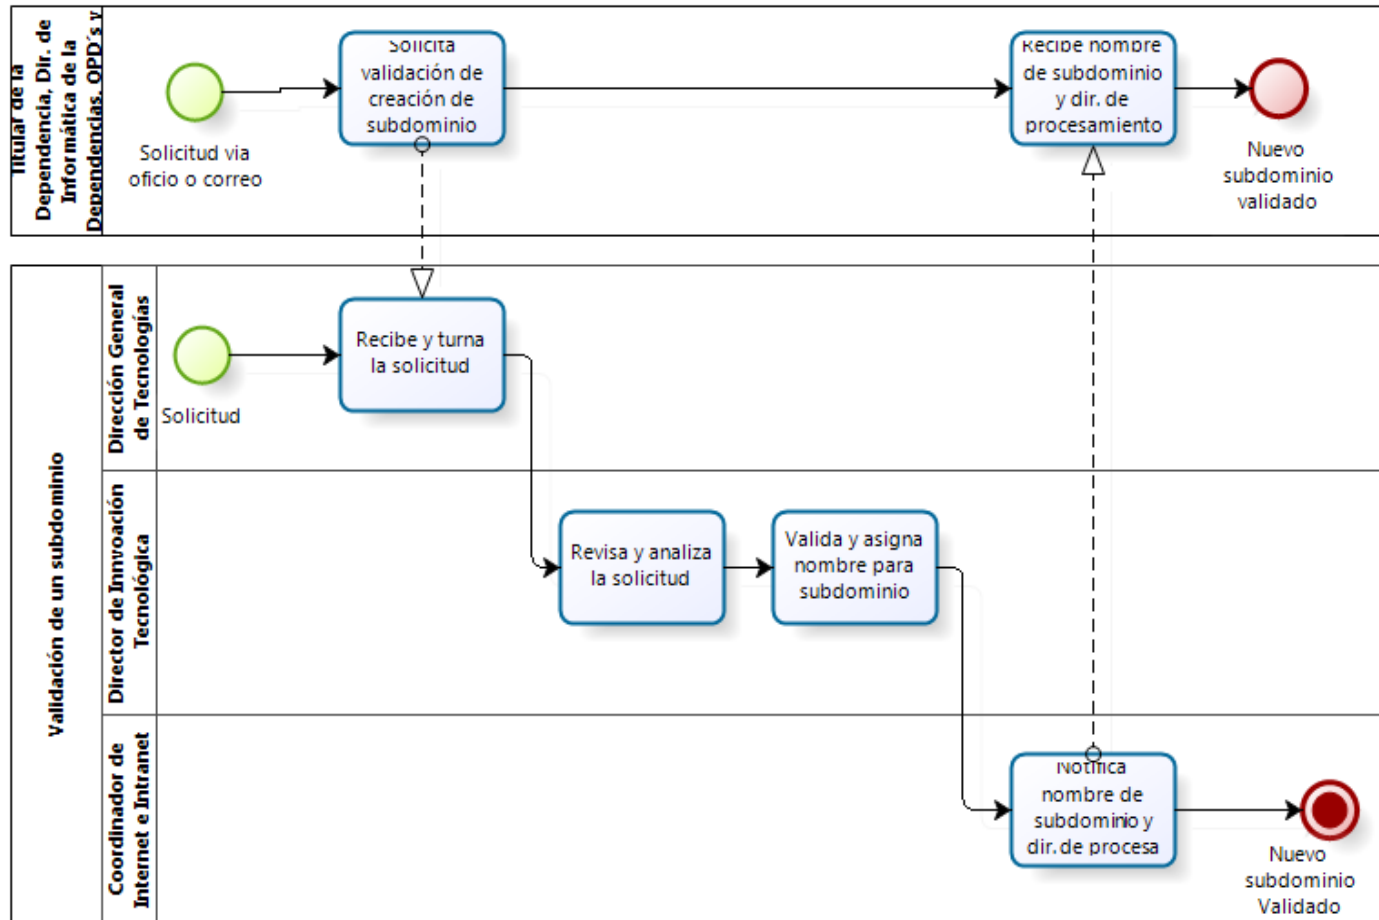 Titular de la
Dependencia, Dir. de
Informática de la
Dependencias, OPD´s y
Solicitud via
oficio o correo
Solicita
validación de
creación de
subdominio
Recibe nombre
de subdominio
y dir. de
procesamiento
Nuevo
subdominio
validado
Validación de un subdominio
Dirección General
de Tecnologías
Solicitud
Recibe y turna
la solicitud
Director de Innvoación
Tecnológica
Revisa y analiza
la solicitud
Valida y asigna
nombre para
subdominio
Coordinador de
Internet e Intranet
Notifica
nombre de
subdominio y
dir. de procesa
Nuevo
subdominio
Validado